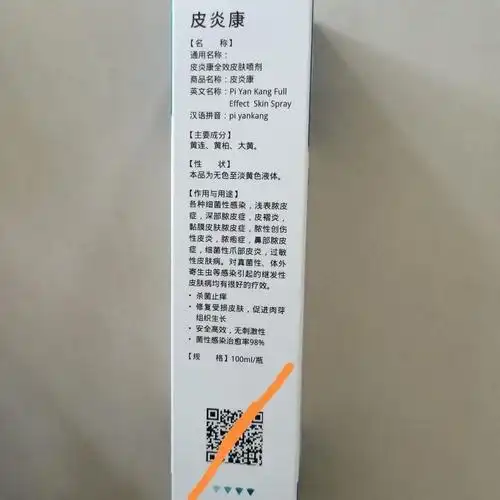 皮炎康
【名　　称】
通用名称：
皮炎康全效皮肤喷剂
商品名称：皮炎康
英文名称：Pi Yan Kang Full
Effect Skin Spray
汉语拼音：pi yankang
【主要成分】
黄连、黄柏、大黄。
【性　　状】
本品为无色至淡黄色液体。
【作用与用途】
各种细菌性感染，浅表脓皮
症，深部脓皮症，皮褶炎，
黏膜皮肤脓皮症，脓性创伤
性皮炎，脓疱症，鼻部脓皮
症，细菌性爪部皮炎，过敏
性皮肤病。对真菌性、体外
寄生虫等感染引起的继发性
皮肤病均有很好的疗效。
• 杀菌止痒
• 修复受损皮肤，促进肉芽
组织生长
• 安全高效，无刺激性
• 菌性感染治愈率98%
【规　　格】100ml/瓶